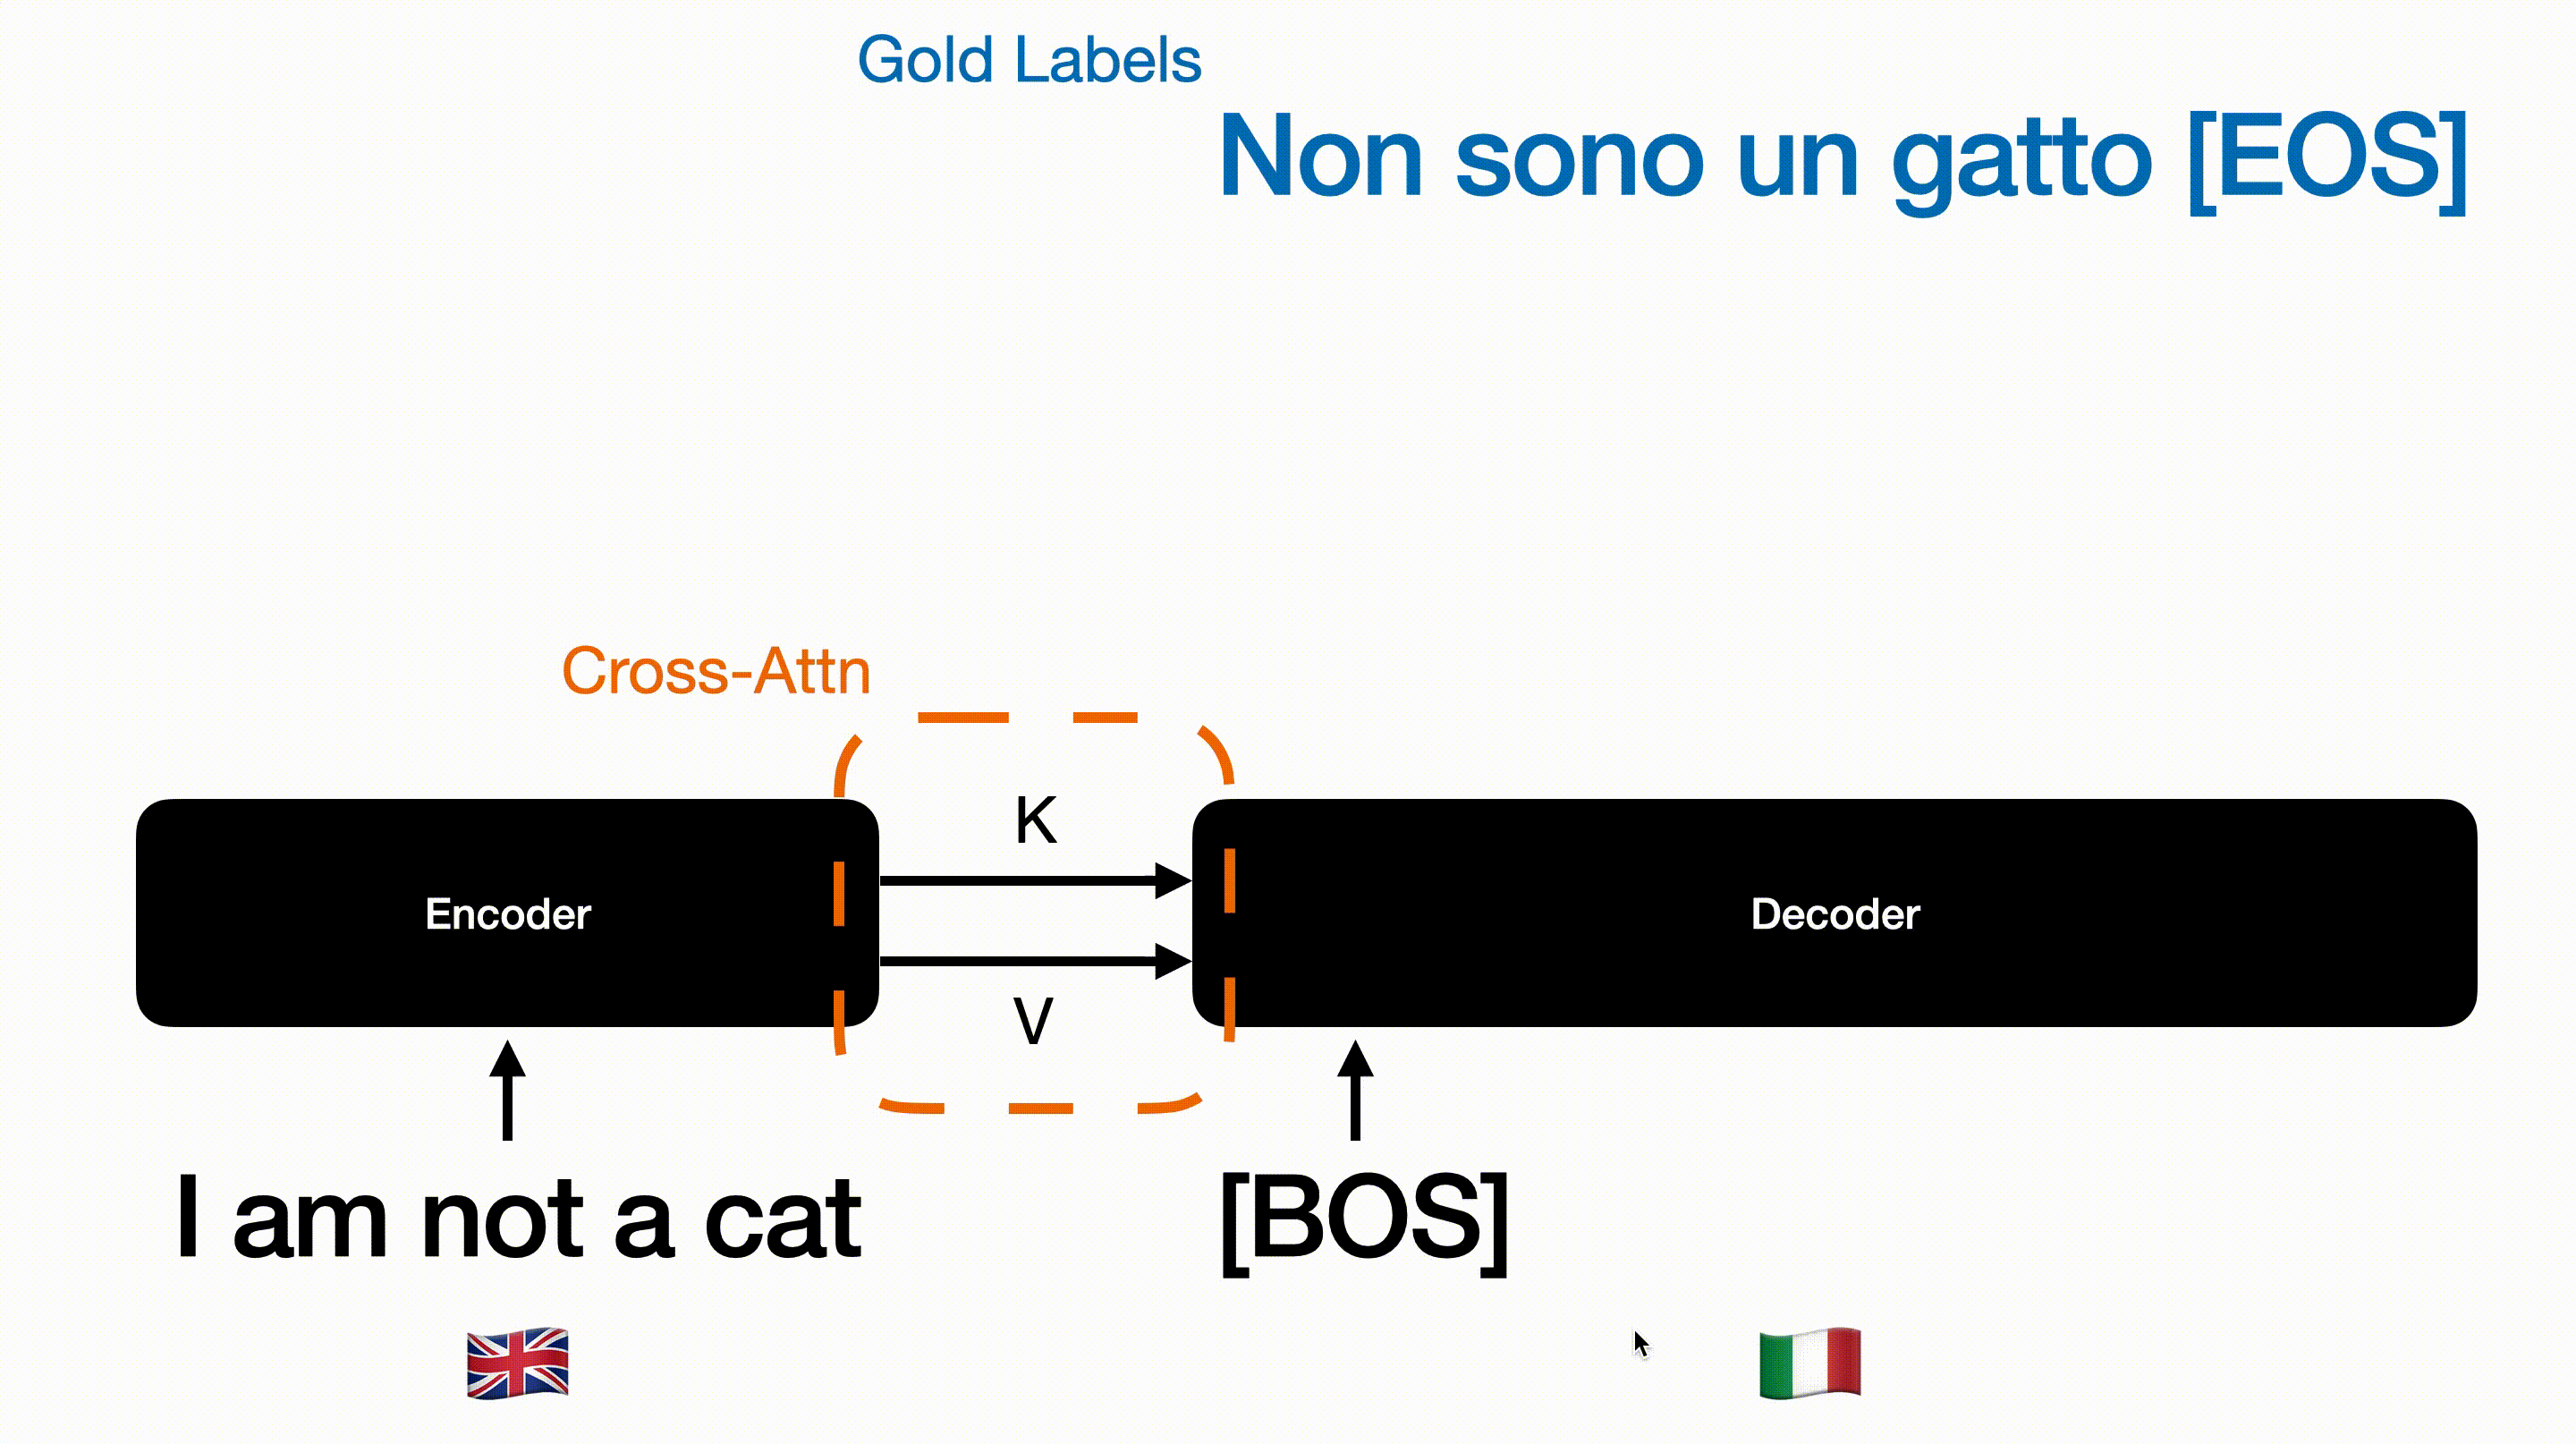 Gold Labels
Non sono un gatto [EOS]
Cross-Attn
K
Encoder
Decoder
V
I am not a cat
[BOS]